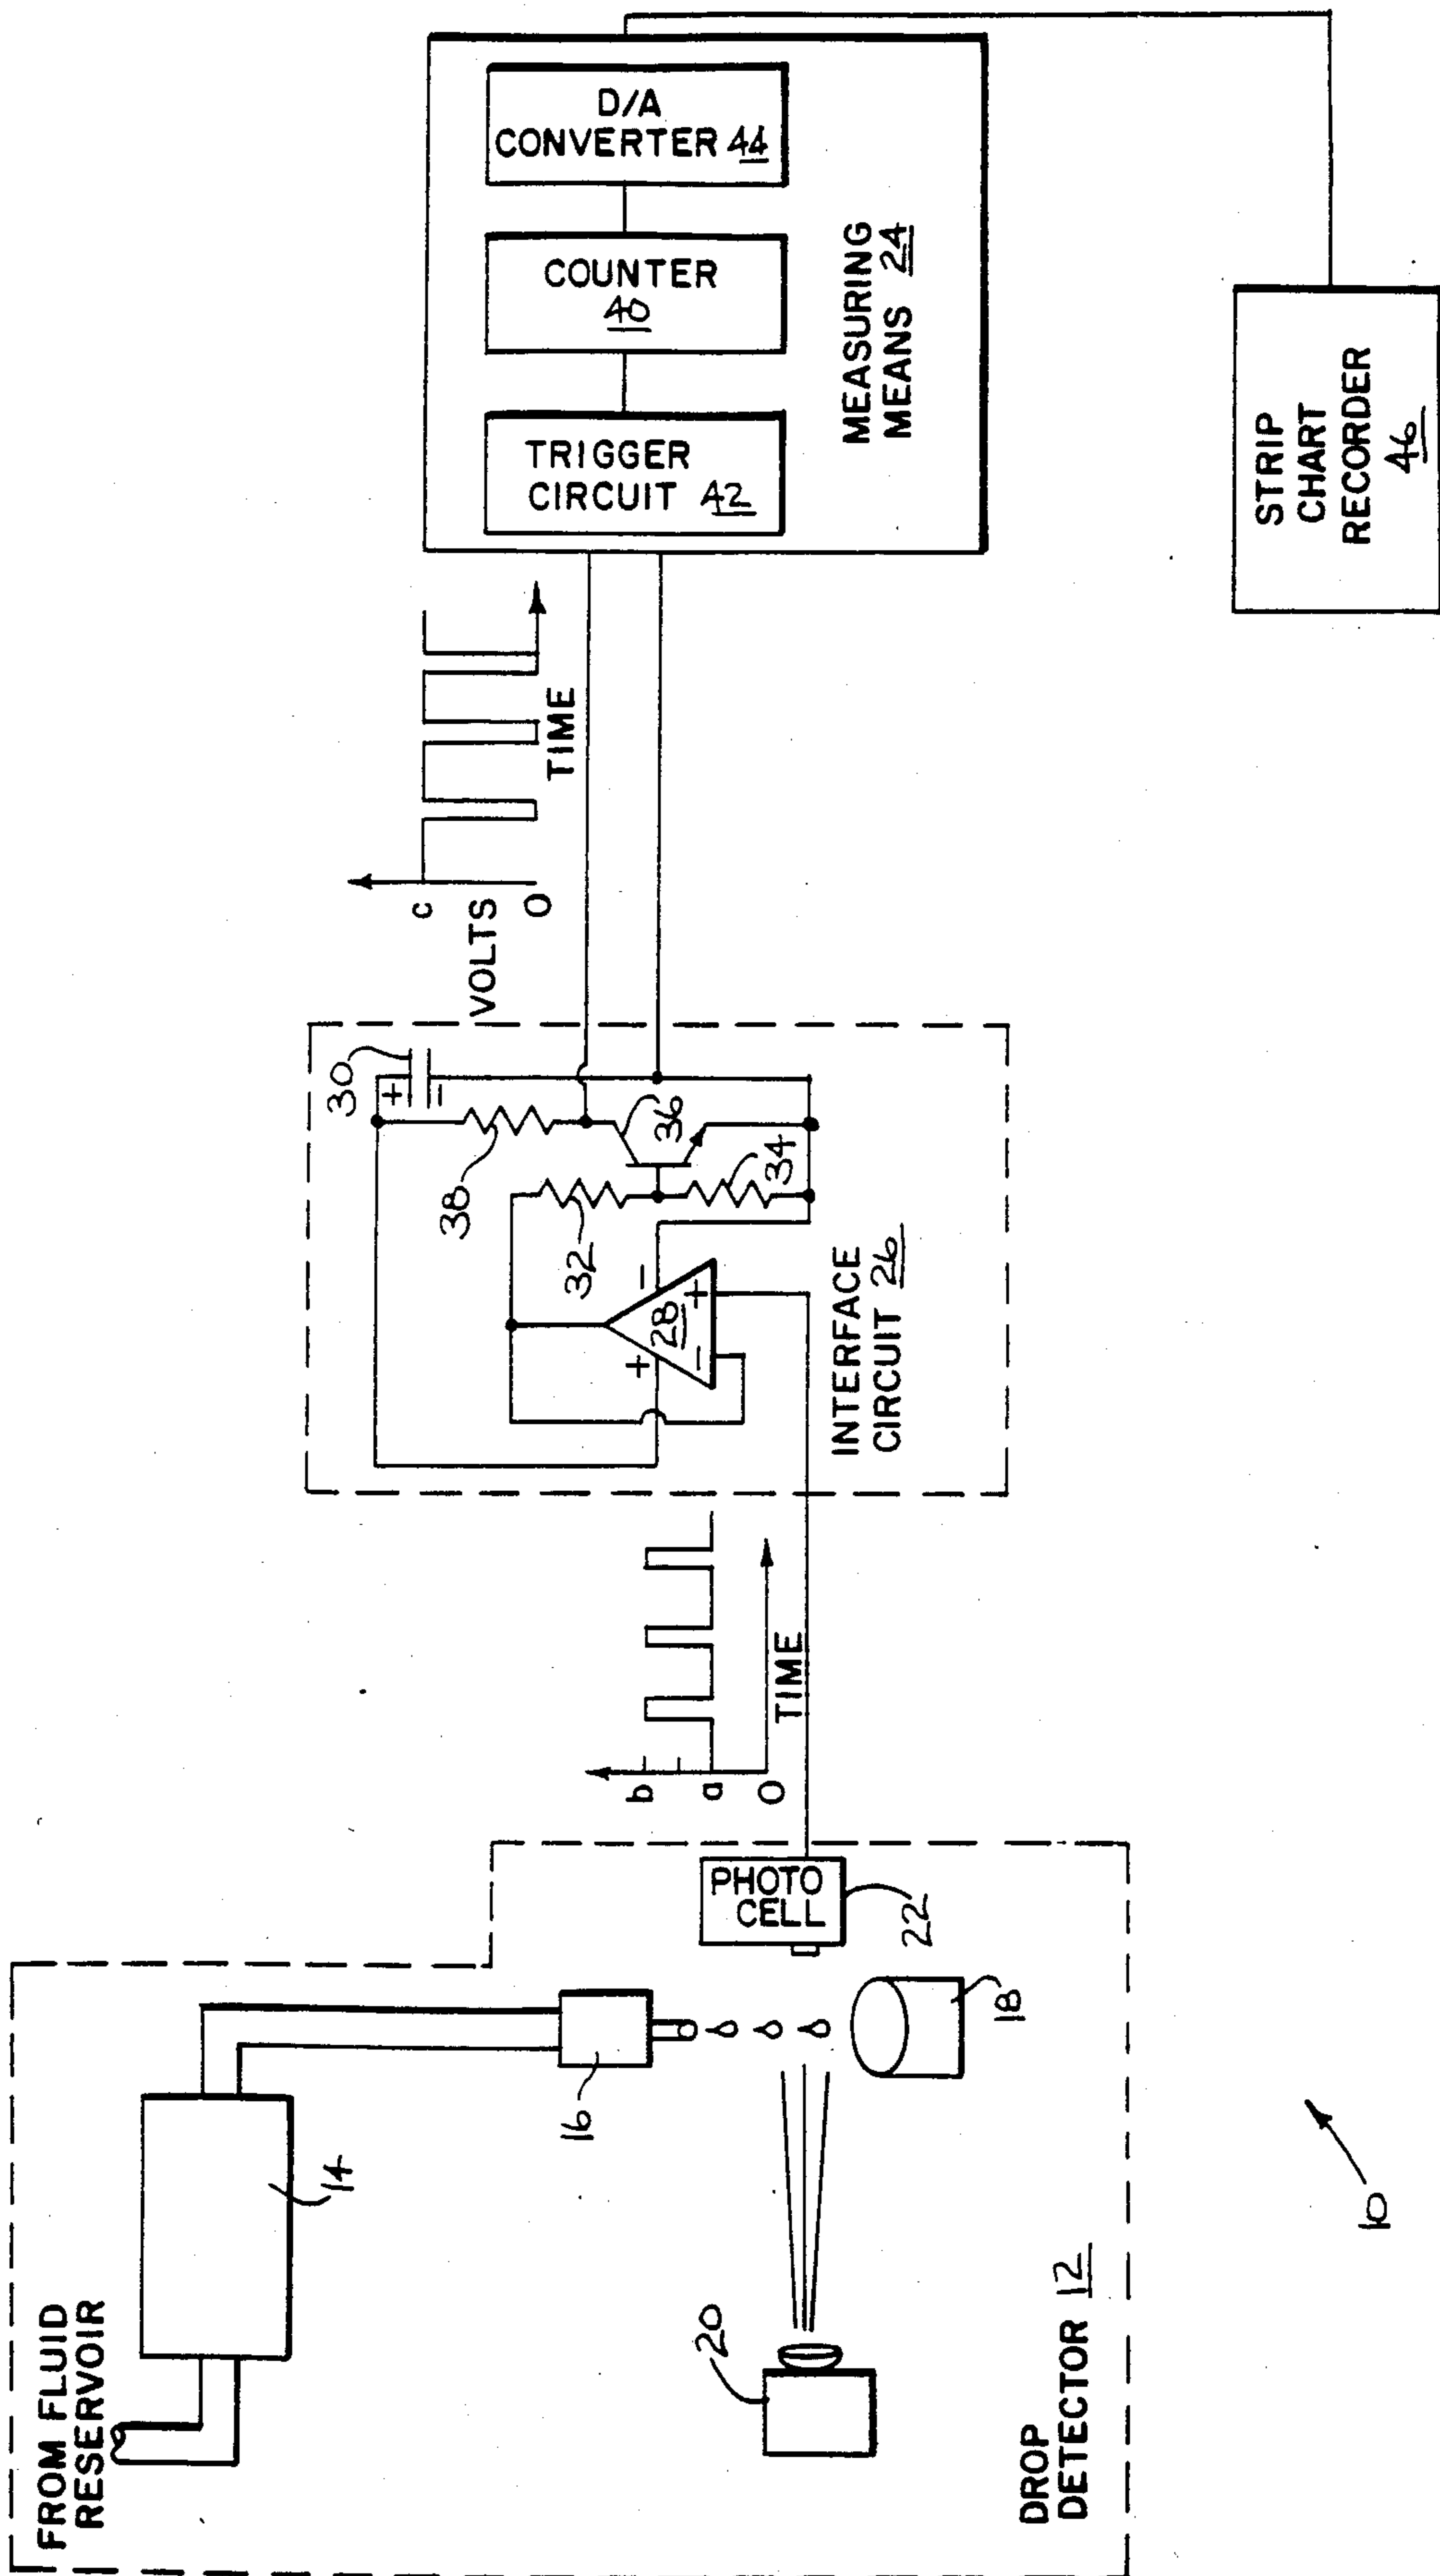 FROM FLUID
RESERVOIR
14
16
20
18
PHOTO
CELL
22
DROP
DETECTOR 12
10
b
a
O
TIME
30
+
−
38
32
36
34
+
−
28
−
+
INTERFACE
CIRCUIT 26
c
VOLTS
O
TIME
TRIGGER
CIRCUIT 42
COUNTER
40
D/A
CONVERTER 44
MEASURING
MEANS 24
STRIP
CHART
RECORDER
46